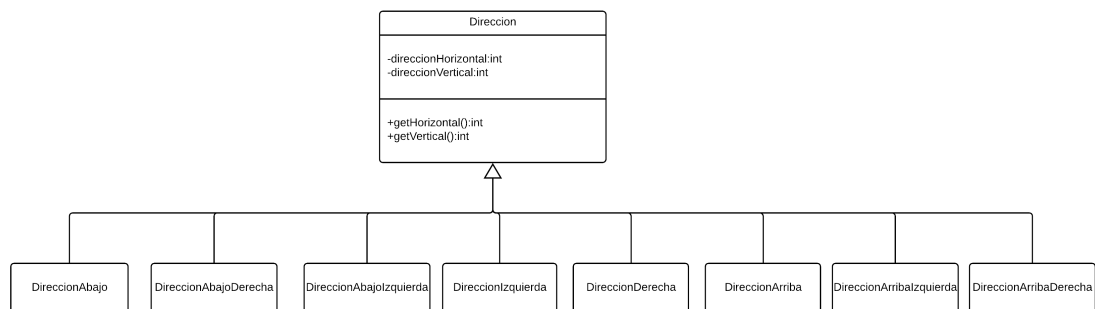 Direccion
-direccionHorizontal:int
-direccionVertical:int
+getHorizontal():int
+getVertical():int
DireccionAbajo
DireccionAbajoDerecha
DireccionAbajoIzquierda
DireccionIzquierda
DireccionDerecha
DireccionArriba
DireccionArribaIzquierda
DireccionArribaDerecha